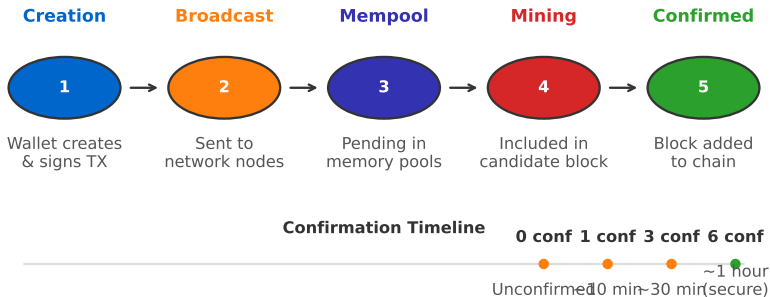 Creation
Broadcast
Mempool
Mining
Confirmed
1
2
3
4
5
Wallet creates
& signs TX
Sent to
network nodes
Pending in
memory pools
Included in
candidate block
Block added
to chain
Confirmation Timeline
0 conf
1 conf
3 conf
6 conf
Unconfirmed
~10 min
~30 min
~1 hour
(secure)